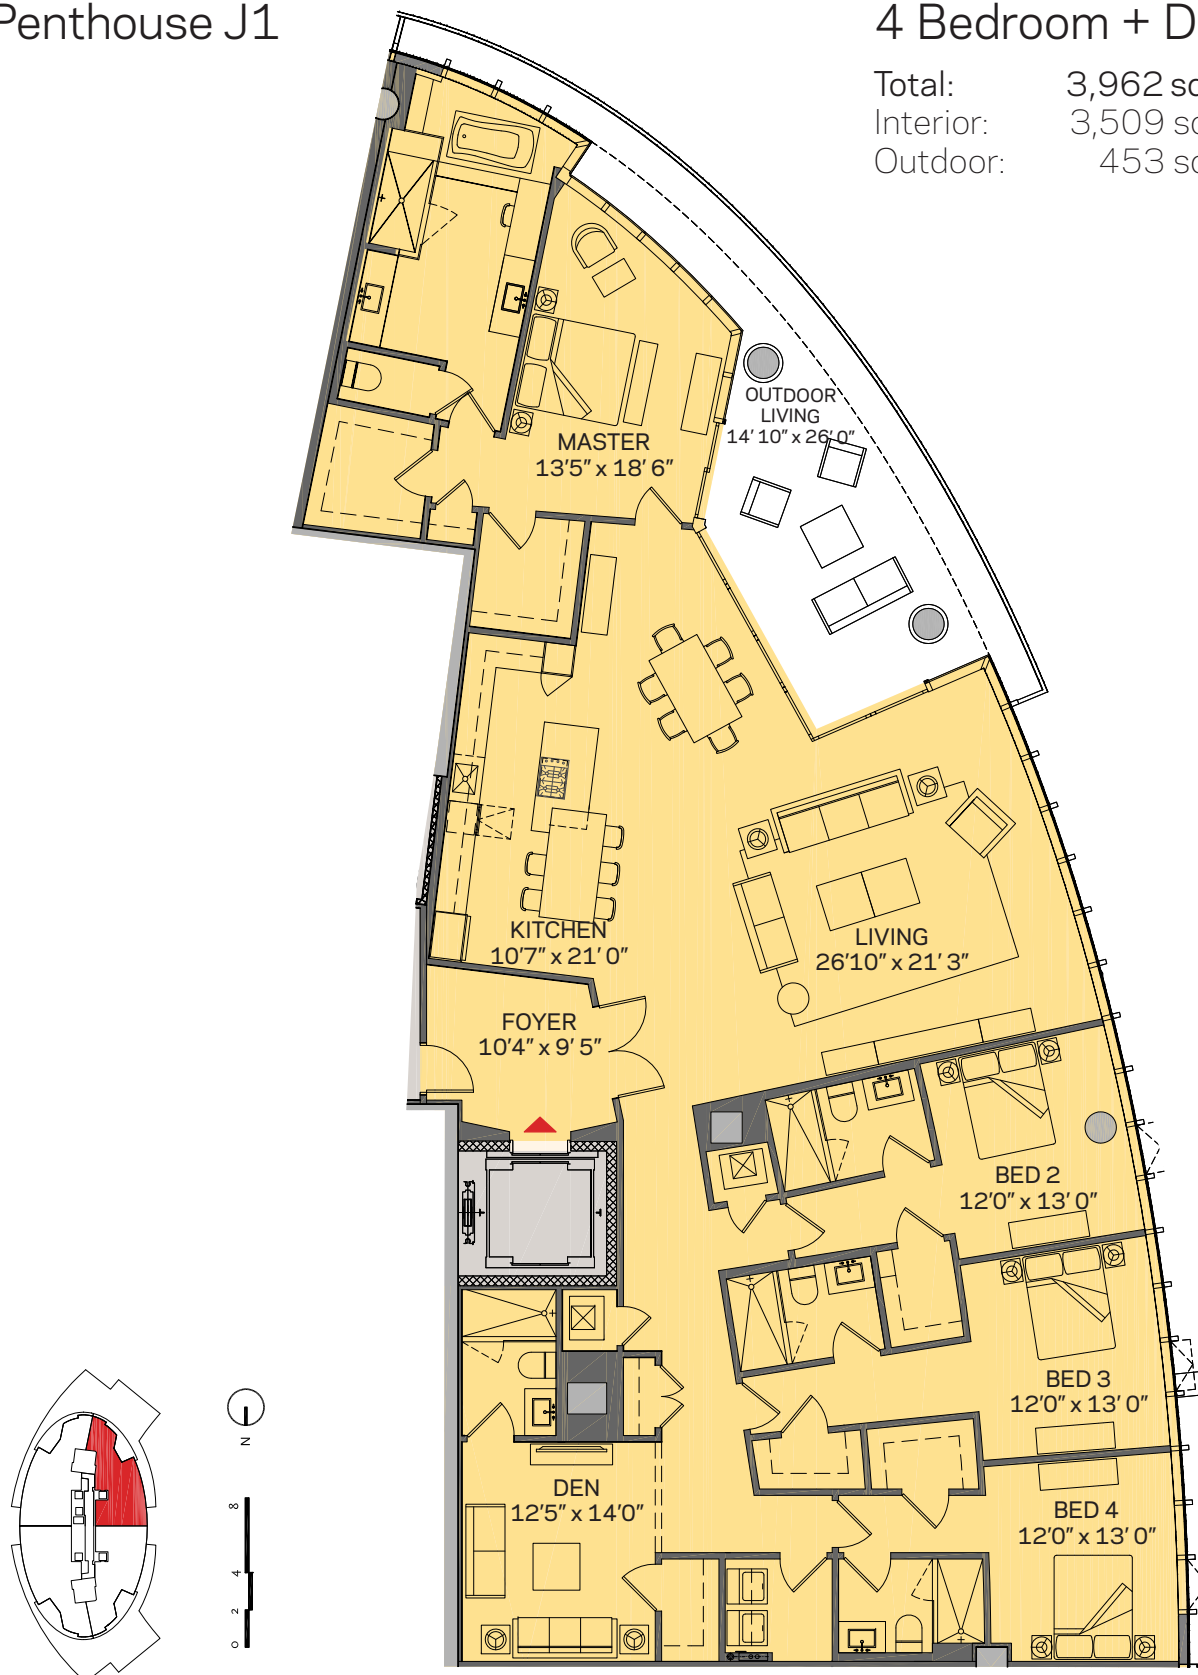 Penthouse J1
4 Bedroom + D
Total: 3,962 sq
Interior: 3,509 sq
Outdoor: 453 sq
OUTDOOR
LIVING
14' 10" x 26' 0"
MASTER
13'5" x 18' 6"
KITCHEN
10'7" x 21' 0"
LIVING
26'10" x 21' 3"
FOYER
10'4" x 9' 5"
BED 2
12'0" x 13' 0"
BED 3
12'0" x 13' 0"
DEN
12'5" x 14'0"
BED 4
12'0" x 13' 0"
N
8
4
2
0